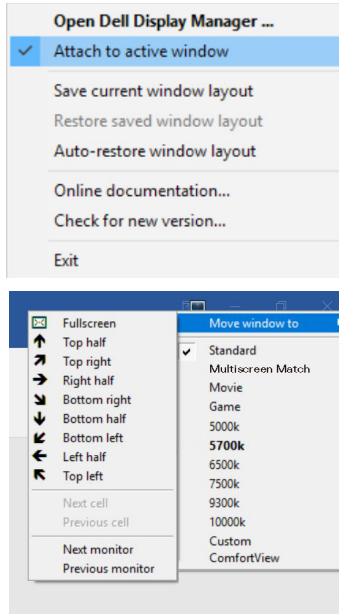 Open Dell Display Manager ...
Attach to active window
Save current window layout
Restore saved window layout
Auto-restore window layout
Online documentation...
Check for new version...
Exit
Move window to
Fullscreen
Top half
Top right
Right half
Bottom right
Bottom half
Bottom left
Left half
Top left
Next cell
Previous cell
Next monitor
Previous monitor
Standard
Multiscreen Match
Movie
Game
5000k
5700k
6500k
7500k
9300k
10000k
Custom
ComfortView